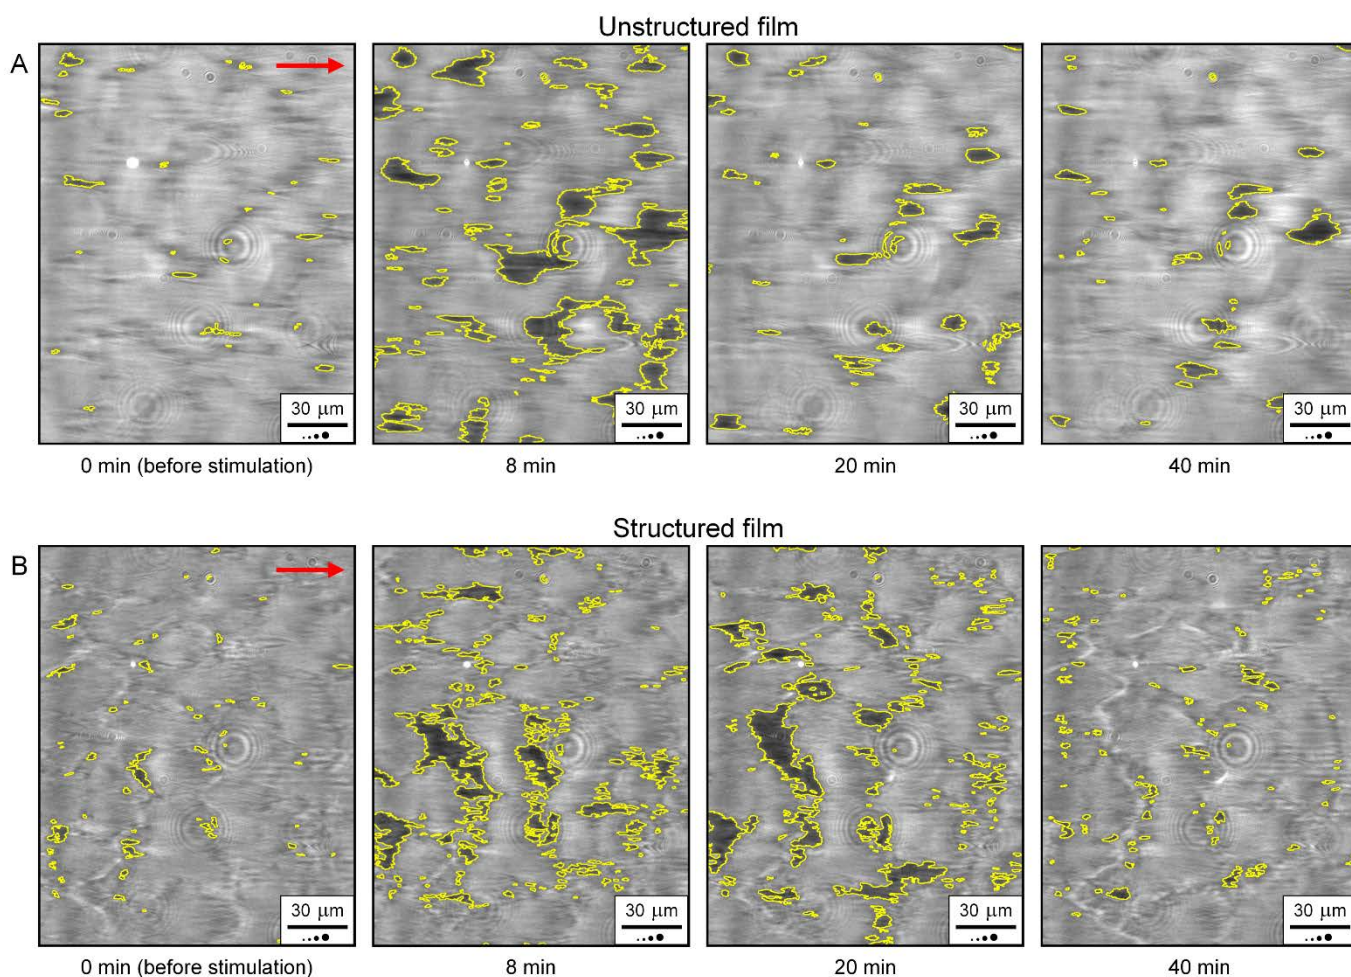 Unstructured film
A
30 μm
30 μm
30 μm
30 μm
0 min (before stimulation)
8 min
20 min
40 min
Structured film
B
30 μm
30 μm
30 μm
30 μm
0 min (before stimulation)
8 min
20 min
40 min